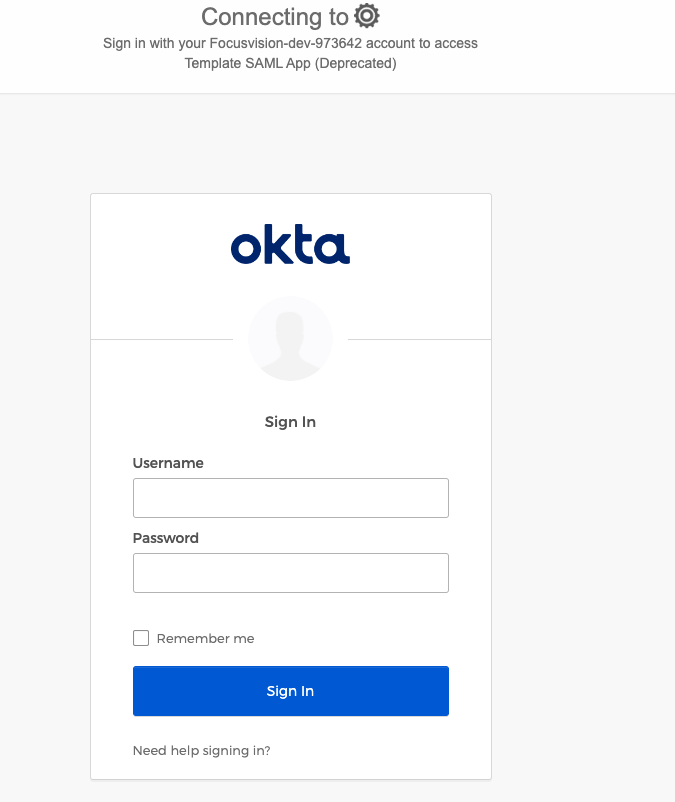 Connecting to
Sign in with your Focusvision-dev-973642 account to access
Template SAML App (Deprecated)
okta
Sign In
Username
Password
Remember me
Sign In
Need help signing in?